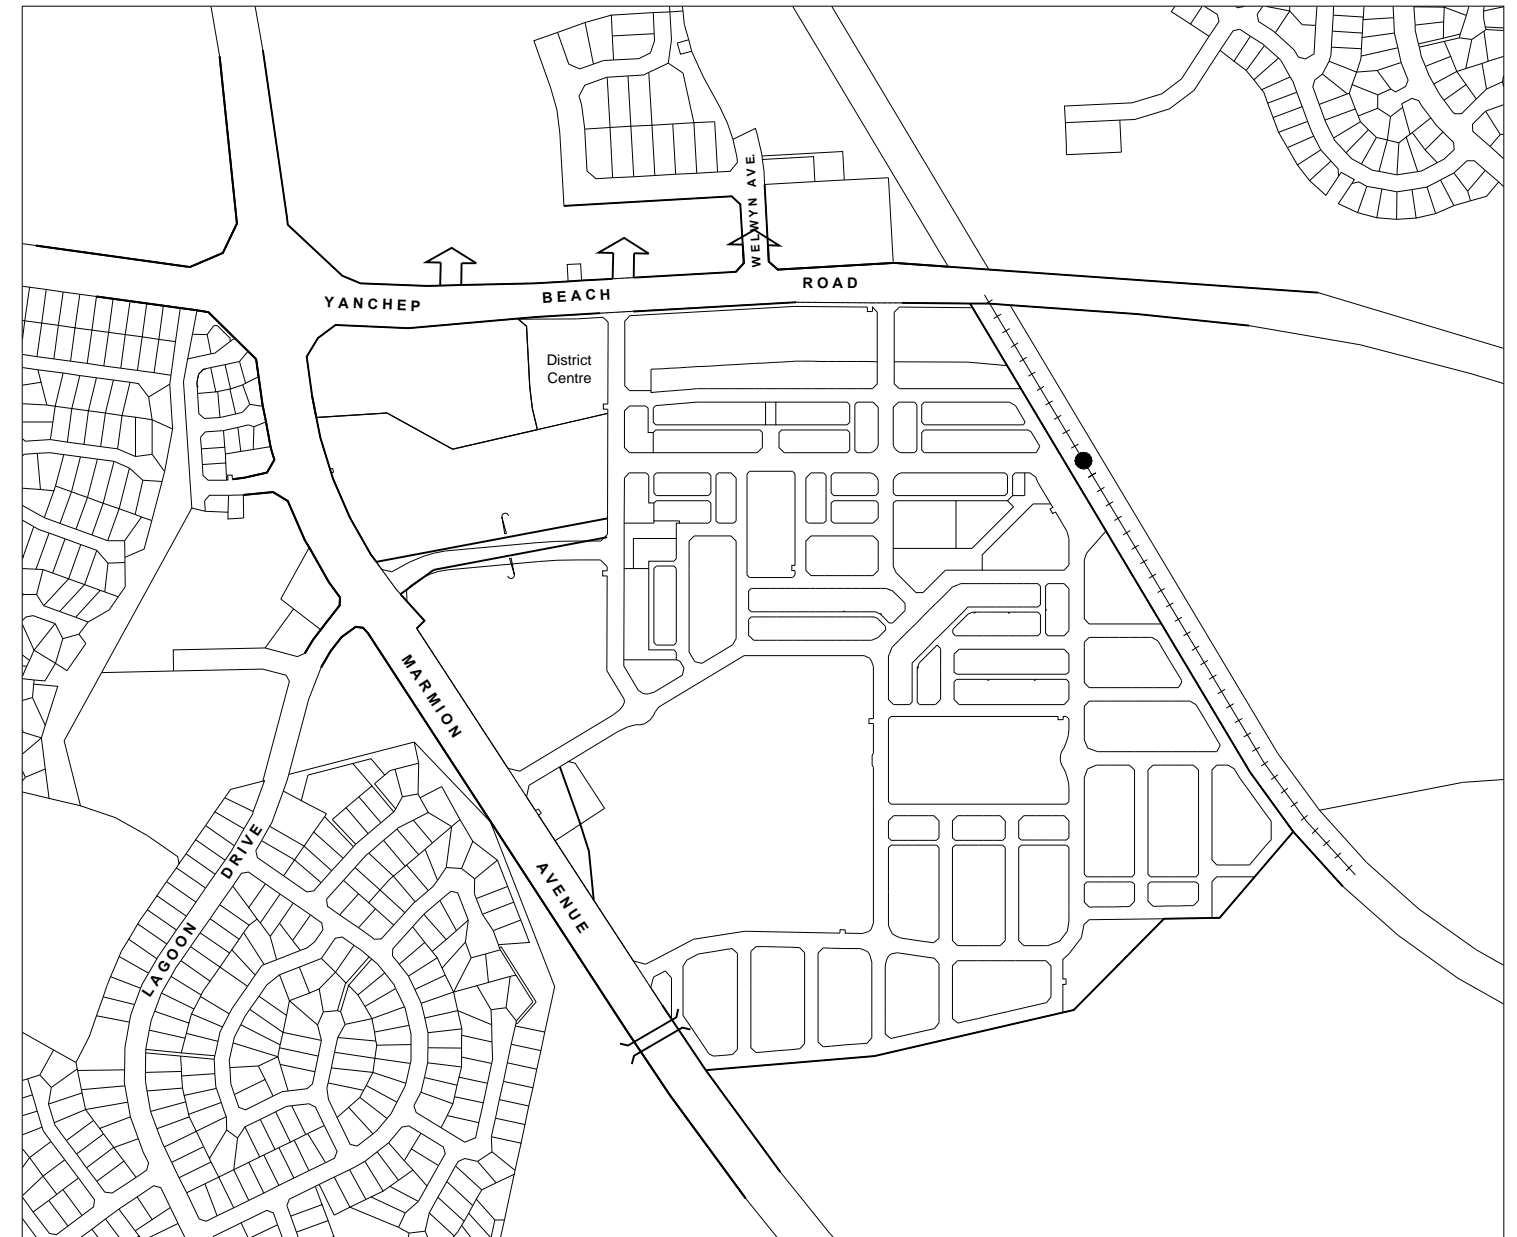 WELWYN AVE.
YANCHEP BEACH ROAD
District
Centre
MARMION AVENUE
LAGOON DRIVE